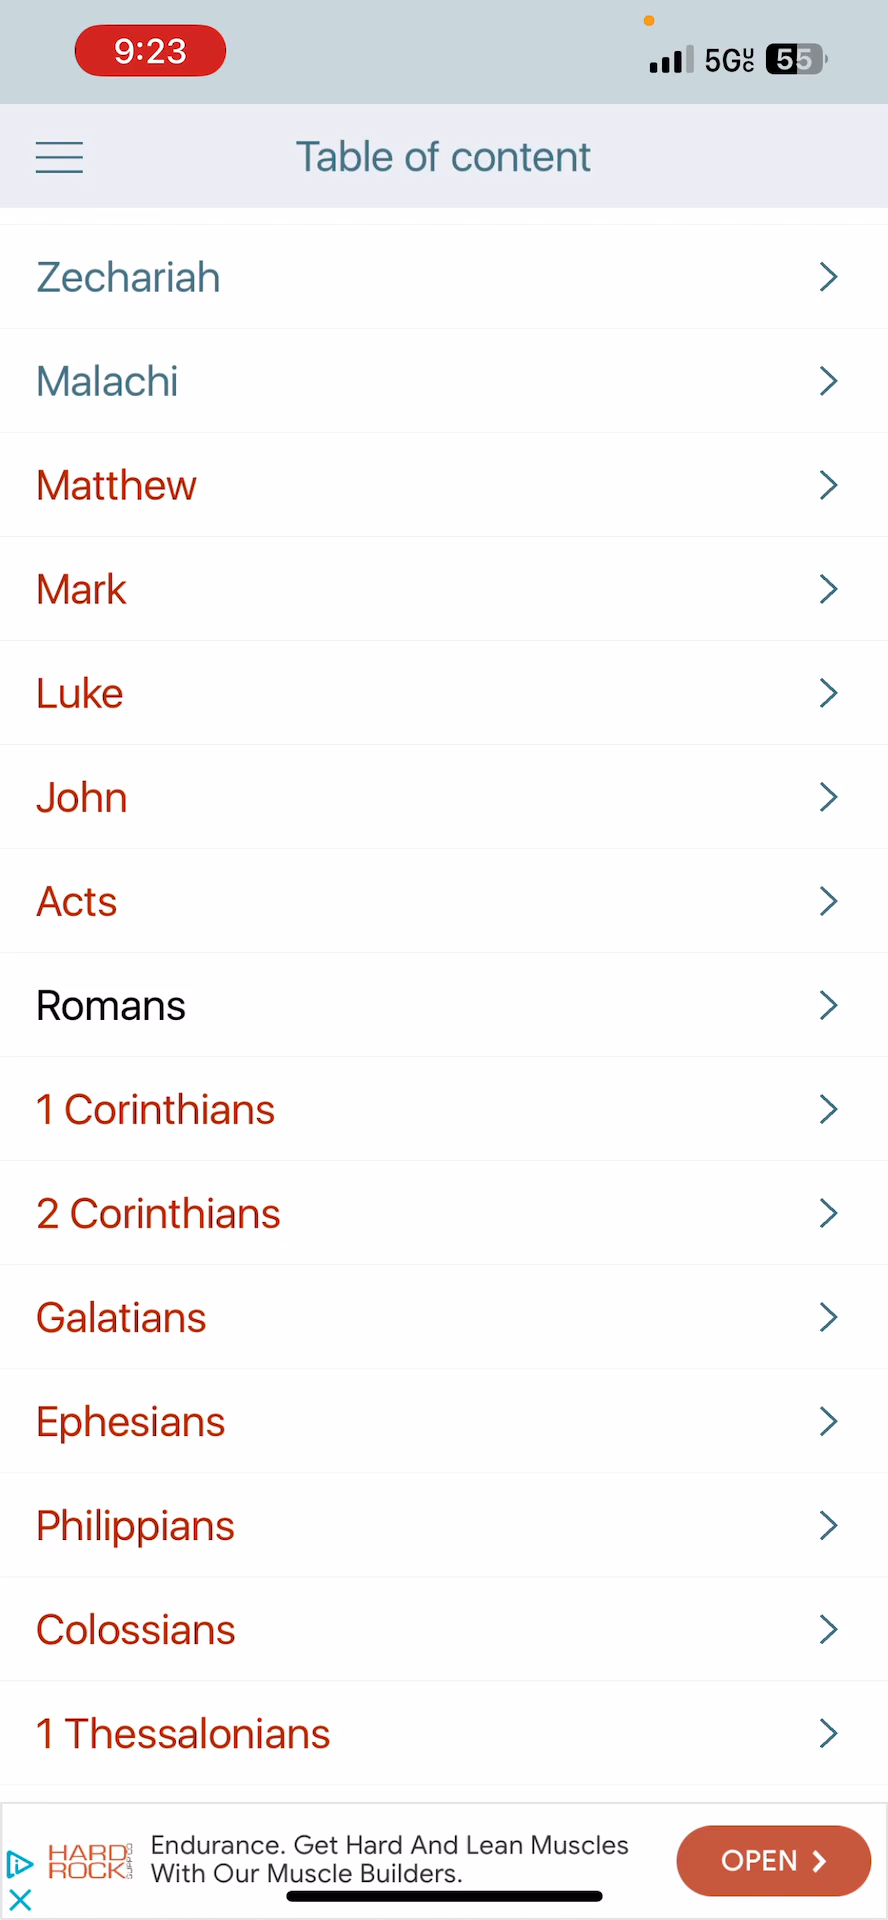 9:23
5G UC 55
Table of content
Zechariah
Malachi
Matthew
Mark
Luke
John
Acts
Romans
1 Corinthians
2 Corinthians
Galatians
Ephesians
Philippians
Colossians
1 Thessalonians
HARD
ROCK
Endurance. Get Hard And Lean Muscles
With Our Muscle Builders.
OPEN